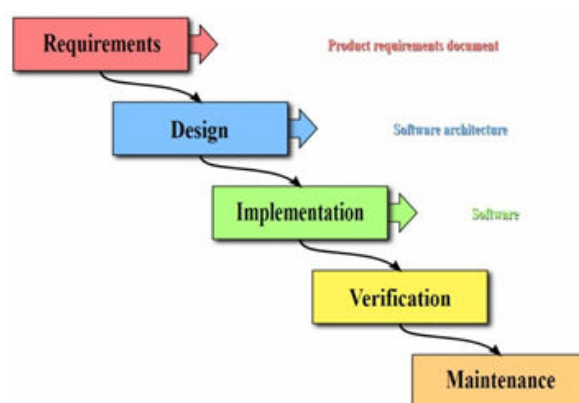 Requirements
Product requirements document
Design
Software architecture
Implementation
Software
Verification
Maintenance